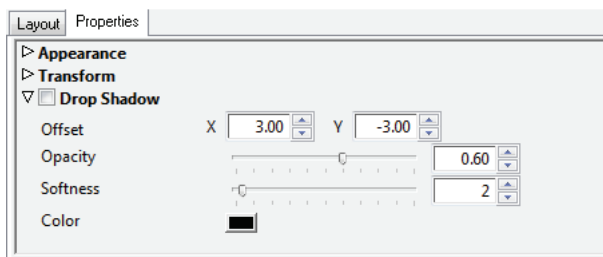 Layout Properties
Appearance
Transform
Drop Shadow
Offset X 3.00 Y -3.00
Opacity 0.60
Softness 2
Color